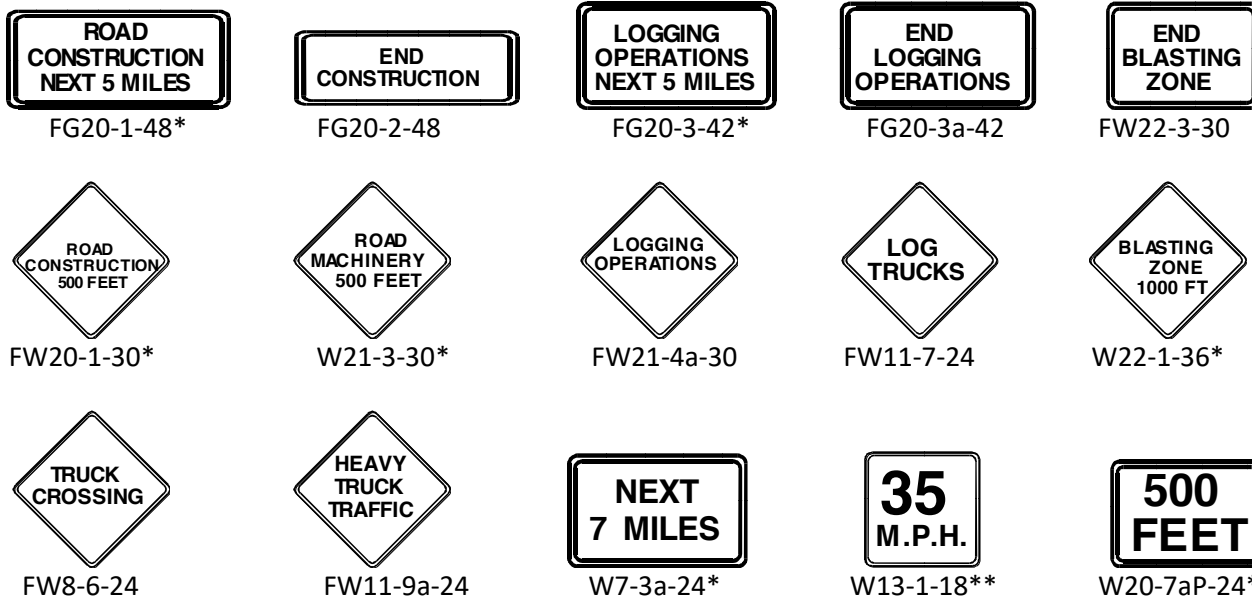 ROAD
CONSTRUCTION
NEXT 5 MILES
FG20-1-48*
END
CONSTRUCTION
FG20-2-48
LOGGING
OPERATIONS
NEXT 5 MILES
FG20-3-42*
END
LOGGING
OPERATIONS
FG20-3a-42
END
BLASTING
ZONE
FW22-3-30
ROAD
CONSTRUCTION
500 FEET
FW20-1-30*
ROAD
MACHINERY
500 FEET
W21-3-30*
LOGGING
OPERATIONS
FW21-4a-30
LOG
TRUCKS
FW11-7-24
BLASTING
ZONE
1000 FT
W22-1-36*
TRUCK
CROSSING
FW8-6-24
HEAVY
TRUCK
TRAFFIC
FW11-9a-24
NEXT
7 MILES
W7-3a-24*
35
M.P.H.
W13-1-18**
500
FEET
W20-7aP-24*